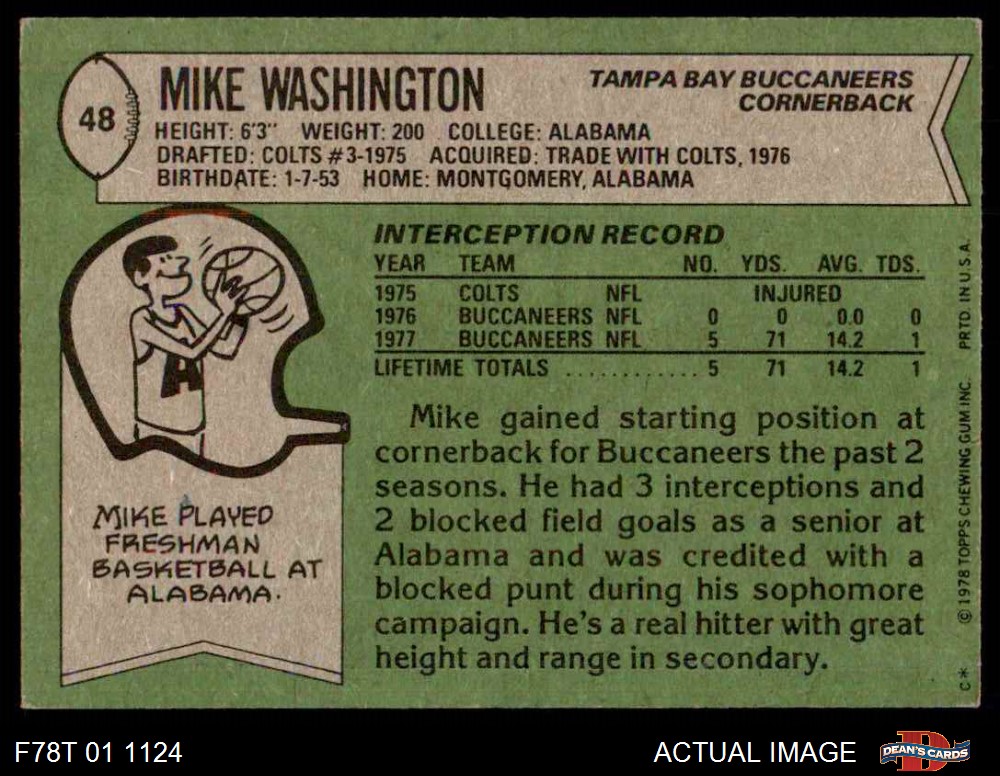 48
MIKE WASHINGTON
TAMPA BAY BUCCANEERS
CORNERBACK
HEIGHT: 6'3" WEIGHT: 200 COLLEGE: ALABAMA
DRAFTED: COLTS #3-1975 ACQUIRED: TRADE WITH COLTS, 1976
BIRTHDATE: 1-7-53 HOME: MONTGOMERY, ALABAMA
A
MIKE PLAYED
FRESHMAN
BASKETBALL AT
ALABAMA.
INTERCEPTION RECORD
YEAR TEAM NO. YDS. AVG. TDS.
1975 COLTS NFL INJURED
1976 BUCCANEERS NFL 0 0 0.0 0
1977 BUCCANEERS NFL 5 71 14.2 1
LIFETIME TOTALS ............ 5 71 14.2 1
Mike gained starting position at
cornerback for Buccaneers the past 2
seasons. He had 3 interceptions and
2 blocked field goals as a senior at
Alabama and was credited with a
blocked punt during his sophomore
campaign. He's a real hitter with great
height and range in secondary.
C* © 1978 TOPPS CHEWING GUM INC. PRTD. IN U.S.A.
F78T 01 1124
ACTUAL IMAGE
D
DEAN'S CARDS